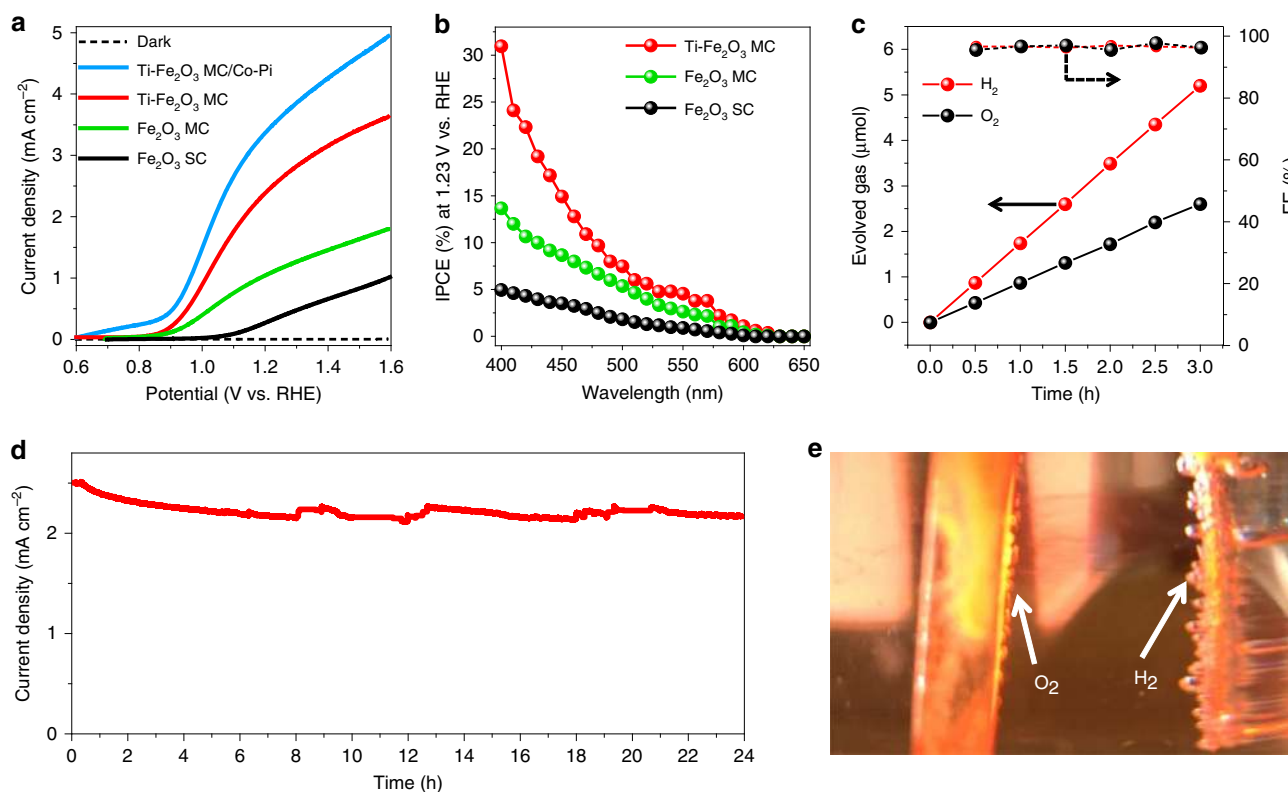 a
5
4
3
2
1
0
Current density (mA cm⁻²)
Dark
Ti-Fe₂O₃ MC/Co-Pi
Ti-Fe₂O₃ MC
Fe₂O₃ MC
Fe₂O₃ SC
0.6 0.8 1.0 1.2 1.4 1.6
Potential (V vs. RHE)
b
30
25
20
15
10
5
0
IPCE (%) at 1.23 V vs. RHE
Ti-Fe₂O₃ MC
Fe₂O₃ MC
Fe₂O₃ SC
400 450 500 550 600 650
Wavelength (nm)
c
6
5
4
3
2
1
0
Evolved gas (μmol)
H₂
O₂
100
80
60
40
20
0
0.0 0.5 1.0 1.5 2.0 2.5 3.0
Time (h)
d
2
1
0
Current density (mA cm⁻²)
0 2 4 6 8 10 12 14 16 18 20 22 24
Time (h)
e
O₂
H₂